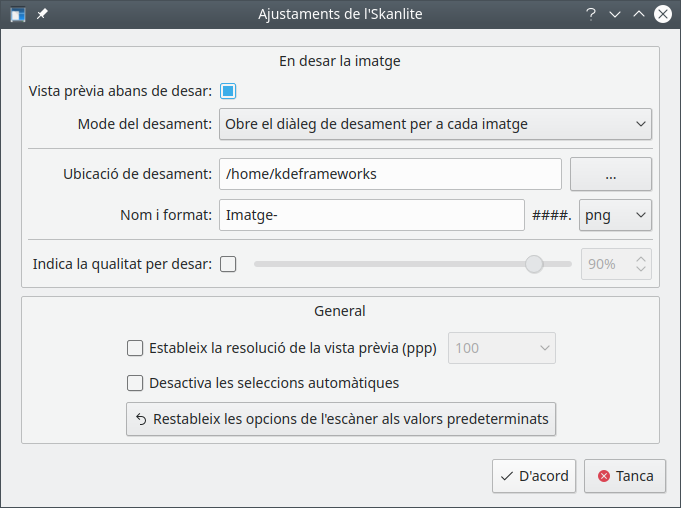 Ajustaments de l'Skanlite
En desar la imatge
Vista prèvia abans de desar:
Mode del desament: Obre el diàleg de desament per a cada imatge
Ubicació de desament: /home/kdeframeworks ...
Nom i format: Imatge- ####. png
Indica la qualitat per desar: 90%
General
Estableix la resolució de la vista prèvia (ppp) 100
Desactiva les seleccions automàtiques
Restableix les opcions de l'escàner als valors predeterminats
D'acord Tanca